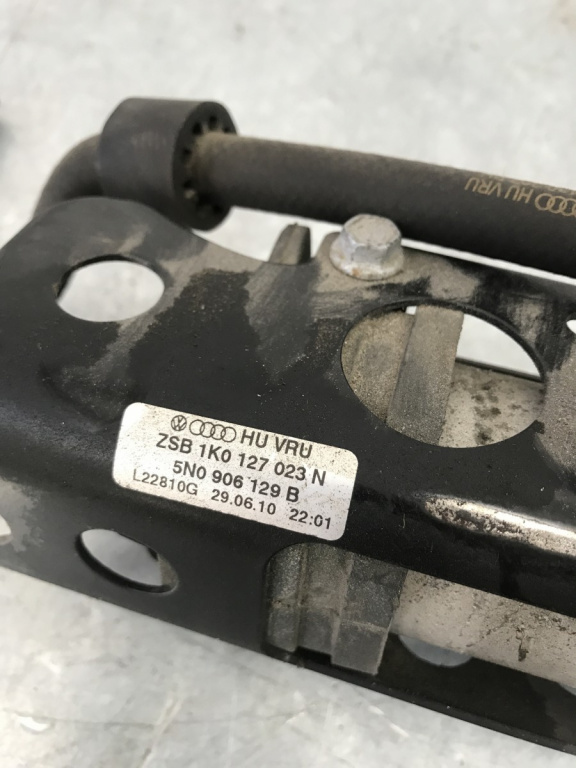 HU VRU
HU VRU
ZSB 1K0 127 023 N
5N0 906 129 B
L22810G 29.06.10 22:01